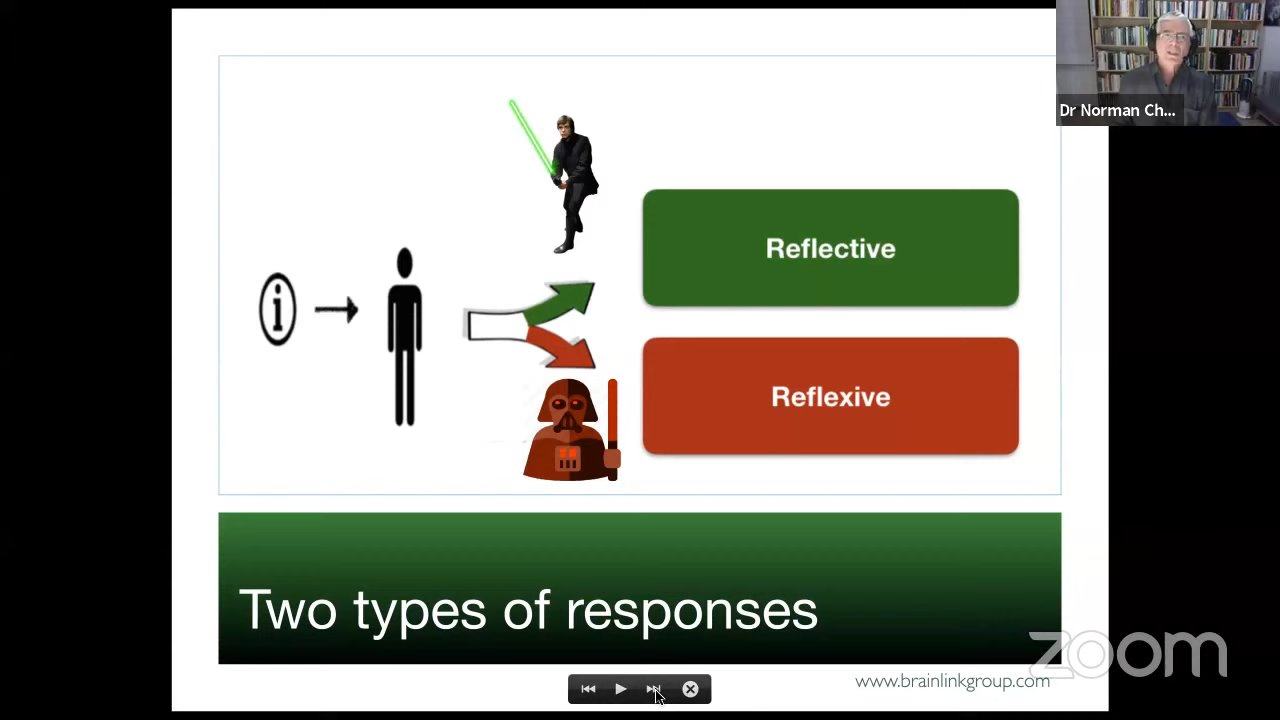 Dr Norman Ch...
i
Reflective
Reflexive
Two types of responses
zoom
www.brainlinkgroup.com